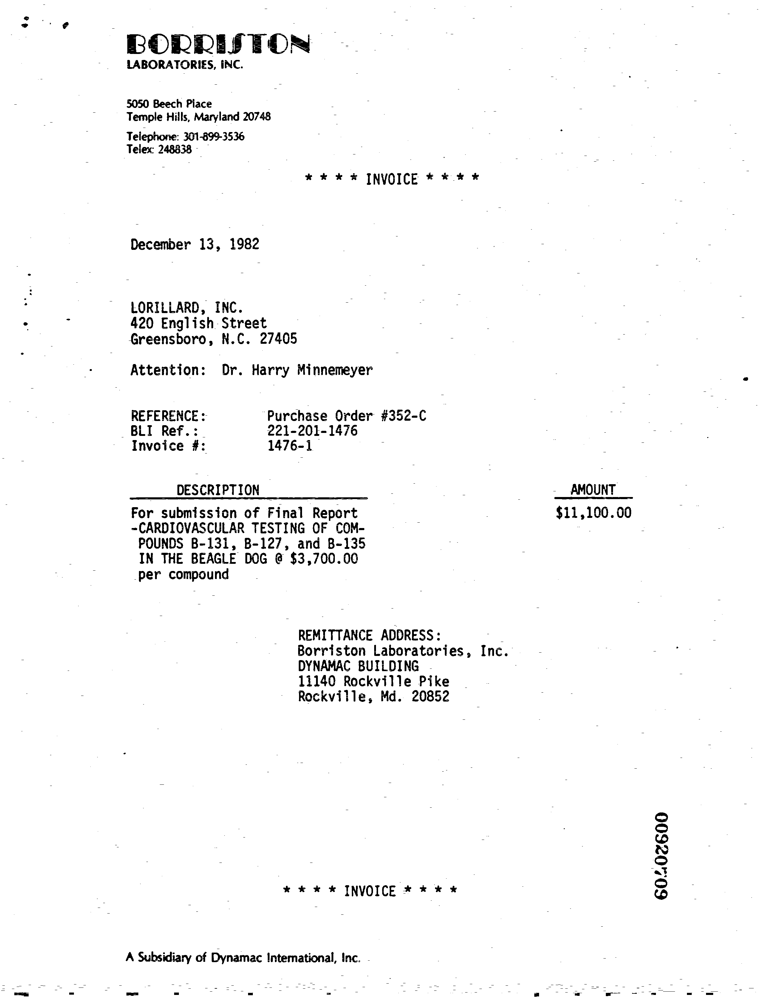 BORRISTON
LABORATORIES, INC.
5050 Beech Place
Temple Hills, Maryland 20748
Telephone: 301-899-3536
Telex: 248838
* * * * INVOICE * * * *
December 13, 1982
LORILLARD, INC.
420 English Street
Greensboro, N.C. 27405
Attention: Dr. Harry Minnemeyer
REFERENCE: Purchase Order #352-C
BLI Ref.: 221-201-1476
Invoice #: 1476-1
DESCRIPTION AMOUNT
For submission of Final Report $11,100.00
-CARDIOVASCULAR TESTING OF COM-
POUNDS B-131, B-127, and B-135
IN THE BEAGLE DOG @ $3,700.00
per compound
REMITTANCE ADDRESS:
Borriston Laboratories, Inc.
DYNAMAC BUILDING
11140 Rockville Pike
Rockville, Md. 20852
00920709
* * * * INVOICE * * * *
A Subsidiary of Dynamac International, Inc.